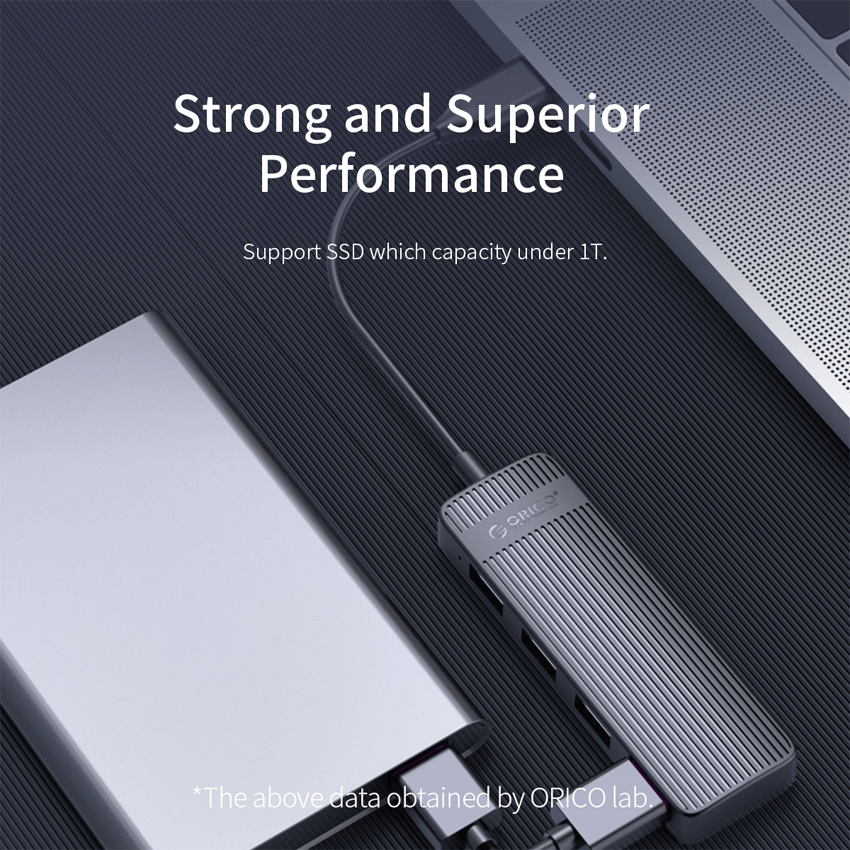 Strong and Superior
Performance
Support SSD which capacity under 1T.
ORICO
*The above data obtained by ORICO lab.